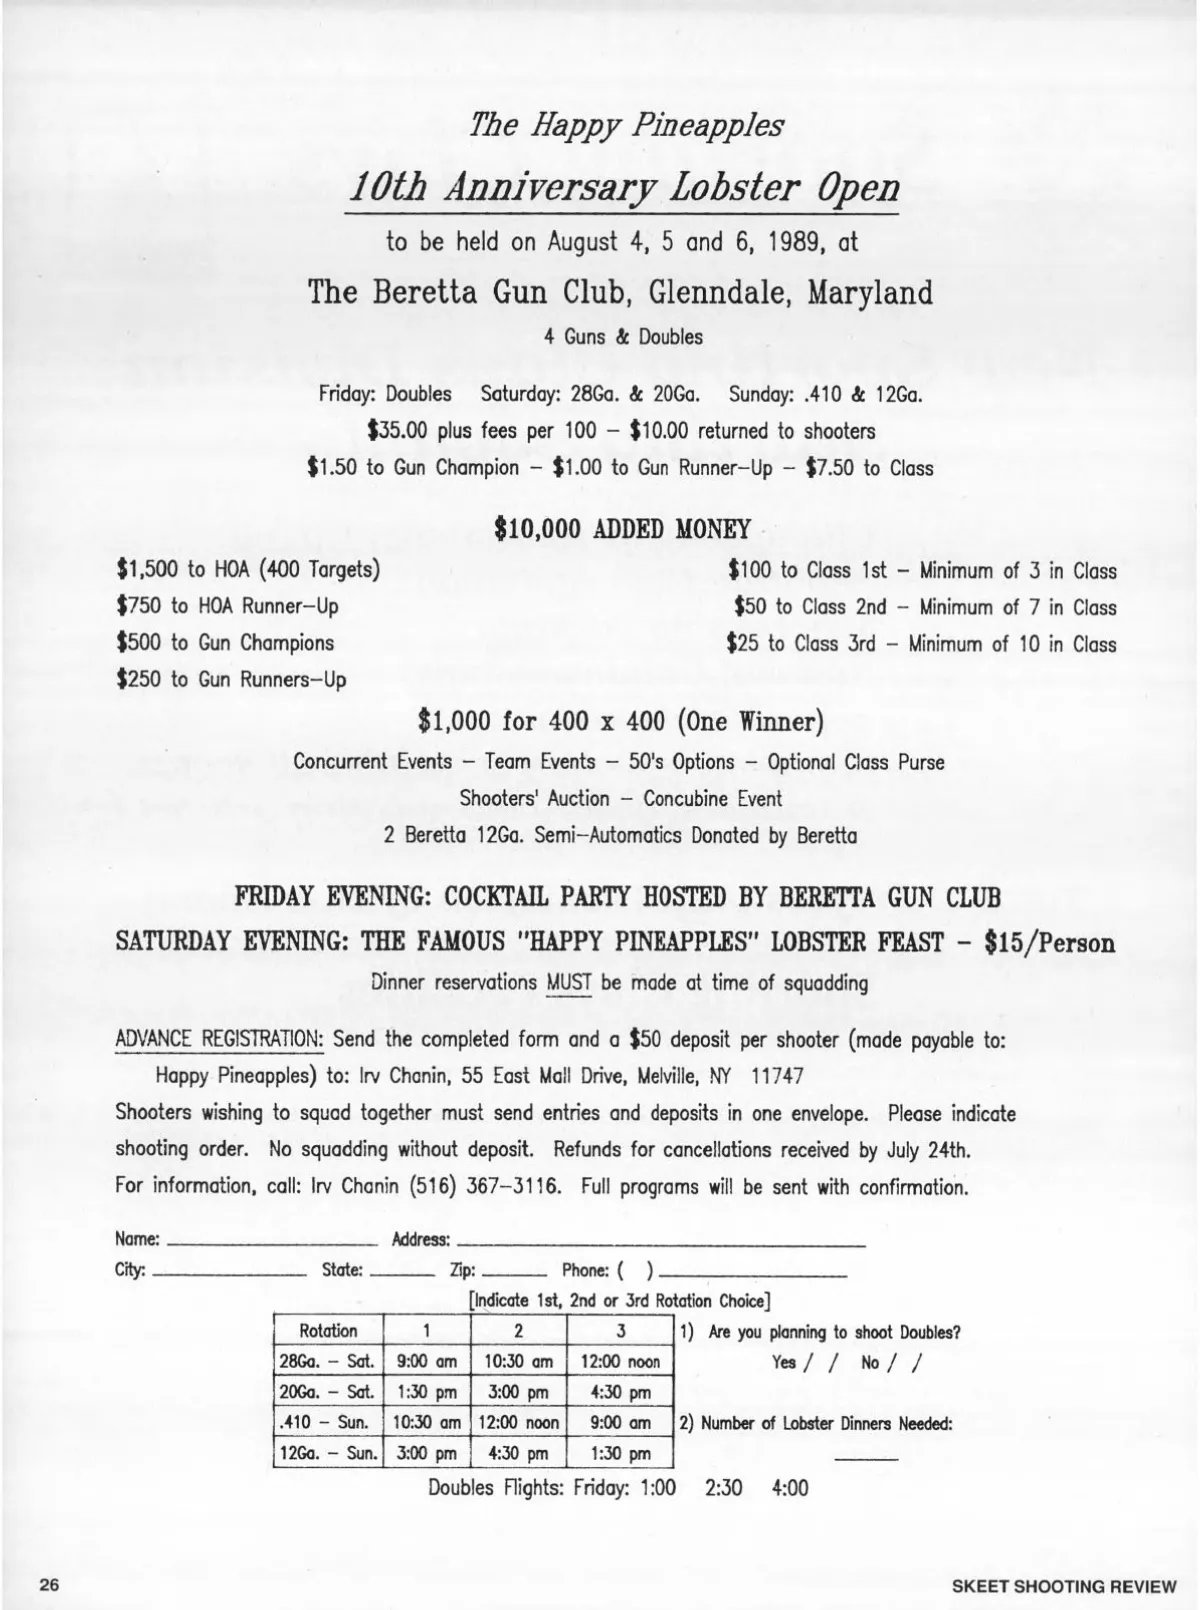 The Happy Pineapples
10th Anniversary Lobster Open
to be held on August 4, 5 and 6, 1989, at
The Beretta Gun Club, Glenndale, Maryland
4 Guns & Doubles
Friday: Doubles Saturday: 28Ga. & 20Ga. Sunday: .410 & 12Ga.
$35.00 plus fees per 100 - $10.00 returned to shooters
$1.50 to Gun Champion - $1.00 to Gun Runner-Up - $7.50 to Class
$10,000 ADDED MONEY
$1,500 to HOA (400 Targets) $100 to Class 1st - Minimum of 3 in Class
$750 to HOA Runner-Up $50 to Class 2nd - Minimum of 7 in Class
$500 to Gun Champions $25 to Class 3rd - Minimum of 10 in Class
$250 to Gun Runners-Up
$1,000 for 400 x 400 (One Winner)
Concurrent Events - Team Events - 50's Options - Optional Class Purse
Shooters' Auction - Concubine Event
2 Beretta 12Ga. Semi-Automatics Donated by Beretta
FRIDAY EVENING: COCKTAIL PARTY HOSTED BY BERETTA GUN CLUB
SATURDAY EVENING: THE FAMOUS "HAPPY PINEAPPLES" LOBSTER FEAST - $15/Person
Dinner reservations MUST be made at time of squadding
ADVANCE REGISTRATION: Send the completed form and a $50 deposit per shooter (made payable to:
Happy Pineapples) to: Irv Chanin, 55 East Mall Drive, Melville, NY 11747
Shooters wishing to squad together must send entries and deposits in one envelope. Please indicate
shooting order. No squadding without deposit. Refunds for cancellations received by July 24th.
For information, call: Irv Chanin (516) 367-3116. Full programs will be sent with confirmation.
Name: Address:
City: State: Zip: Phone: ( )
[Indicate 1st, 2nd or 3rd Rotation Choice]
Rotation 1 2 3
28Ga. - Sat. 9:00 am 10:30 am 12:00 noon
20Ga. - Sat. 1:30 pm 3:00 pm 4:30 pm
.410 - Sun. 10:30 am 12:00 noon 9:00 am
12Ga. - Sun. 3:00 pm 4:30 pm 1:30 pm
1) Are you planning to shoot Doubles?
Yes / / No / /
2) Number of Lobster Dinners Needed:
Doubles Flights: Friday: 1:00 2:30 4:00
26
SKEET SHOOTING REVIEW